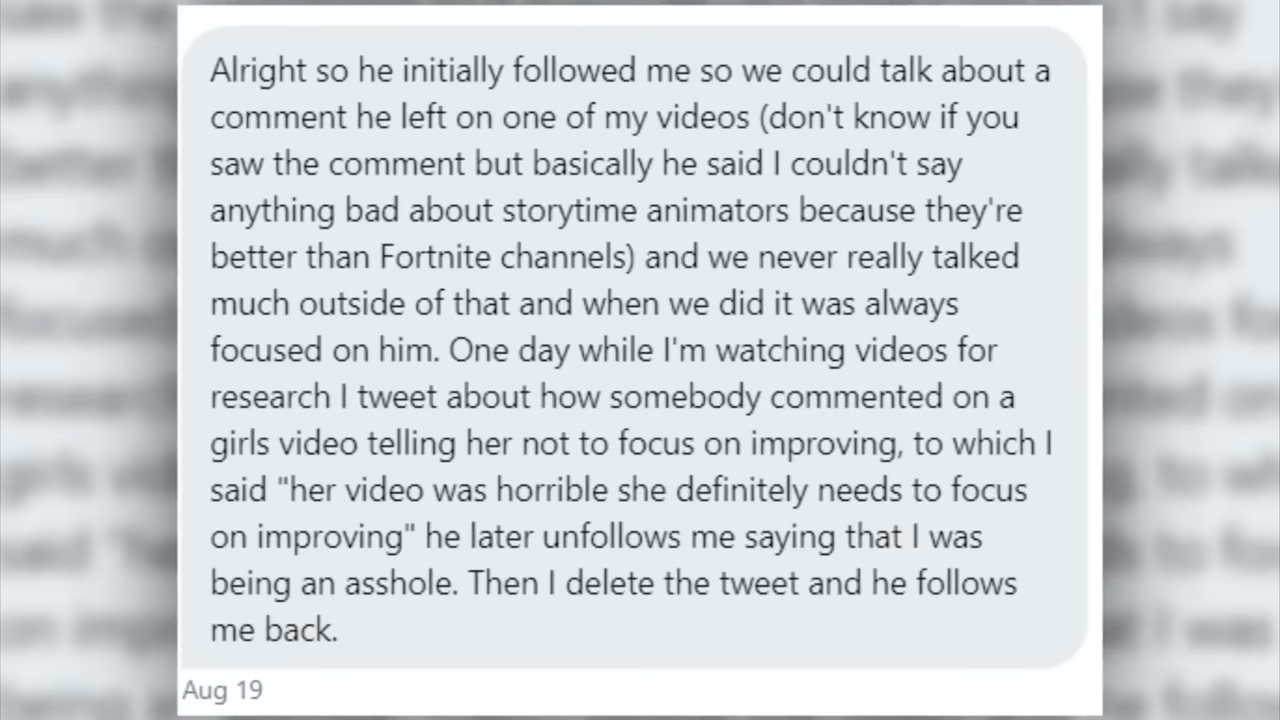 Alright so he initially followed me so we could talk about a
comment he left on one of my videos (don't know if you
saw the comment but basically he said I couldn't say
anything bad about storytime animators because they're
better than Fortnite channels) and we never really talked
much outside of that and when we did it was always
focused on him. One day while I'm watching videos for
research I tweet about how somebody commented on a
girls video telling her not to focus on improving, to which I
said "her video was horrible she definitely needs to focus
on improving" he later unfollows me saying that I was
being an asshole. Then I delete the tweet and he follows
me back.
Aug 19